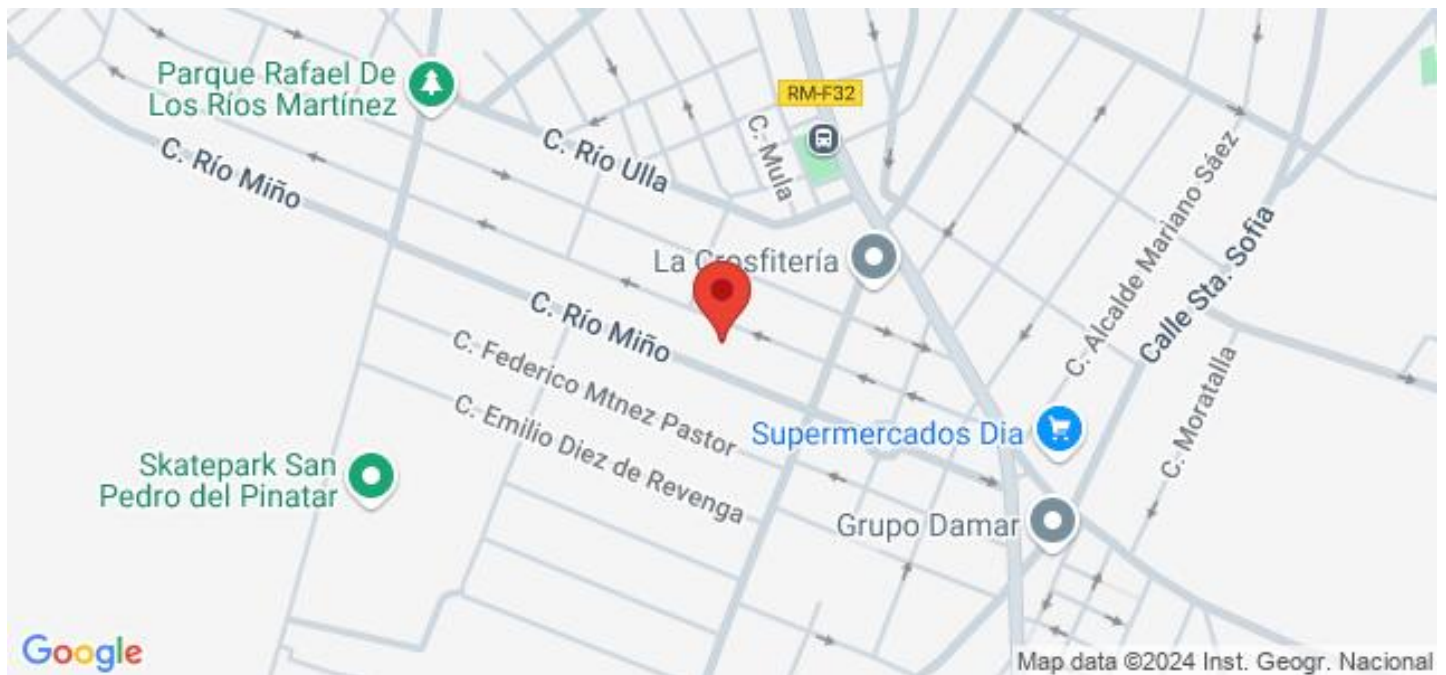 Parque Rafael De
Los Ríos Martínez
RM-F32
C. Mula
C. Río Ulla
C. Río Miño
La Crosfitería
C. Alcalde Mariano Sáez
Calle Sta. Sofia
C. Río Miño
C. Federico Mtnez Pastor
C. Moratalla
C. Emilio Diez de Revenga
Supermercados Dia
Skatepark San
Pedro del Pinatar
Grupo Damar
Google
Map data ©2024 Inst. Geogr. Nacional